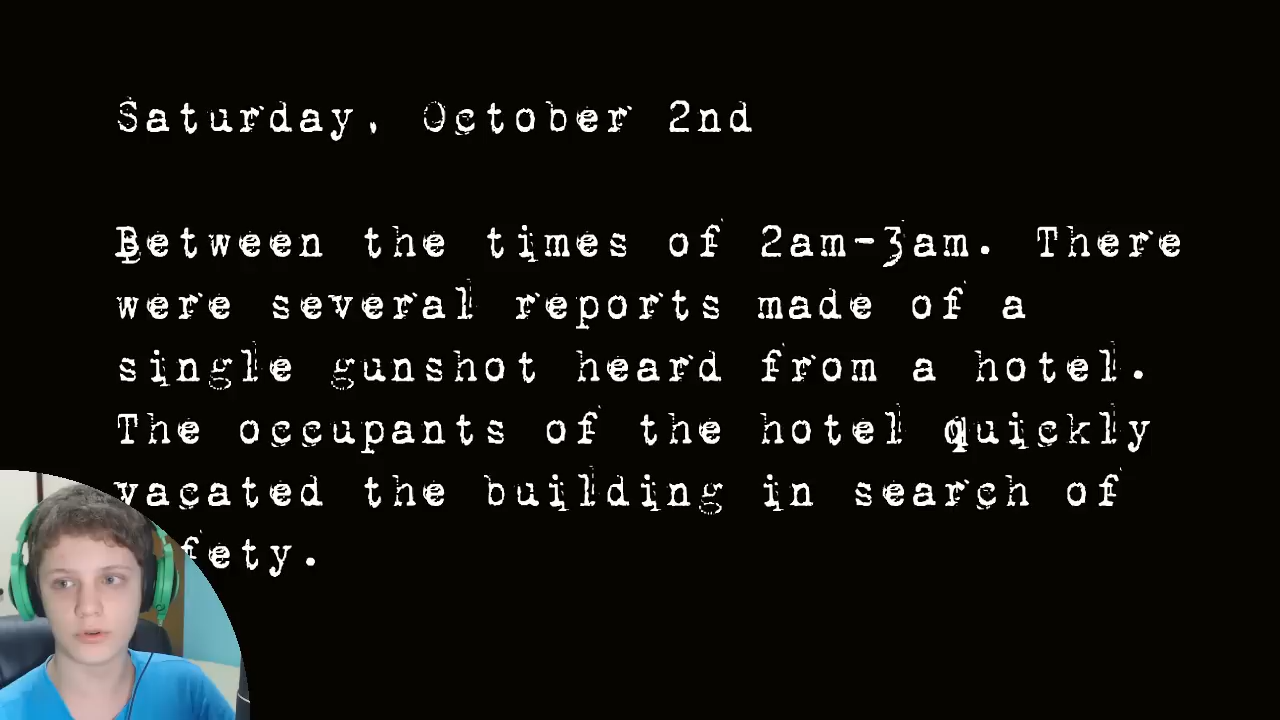 Saturday, October 2nd
Between the times of 2am-3am. There
were several reports made of a
single gunshot heard from a hotel.
The occupants of the hotel quickly
vacated the building in search of
fety.